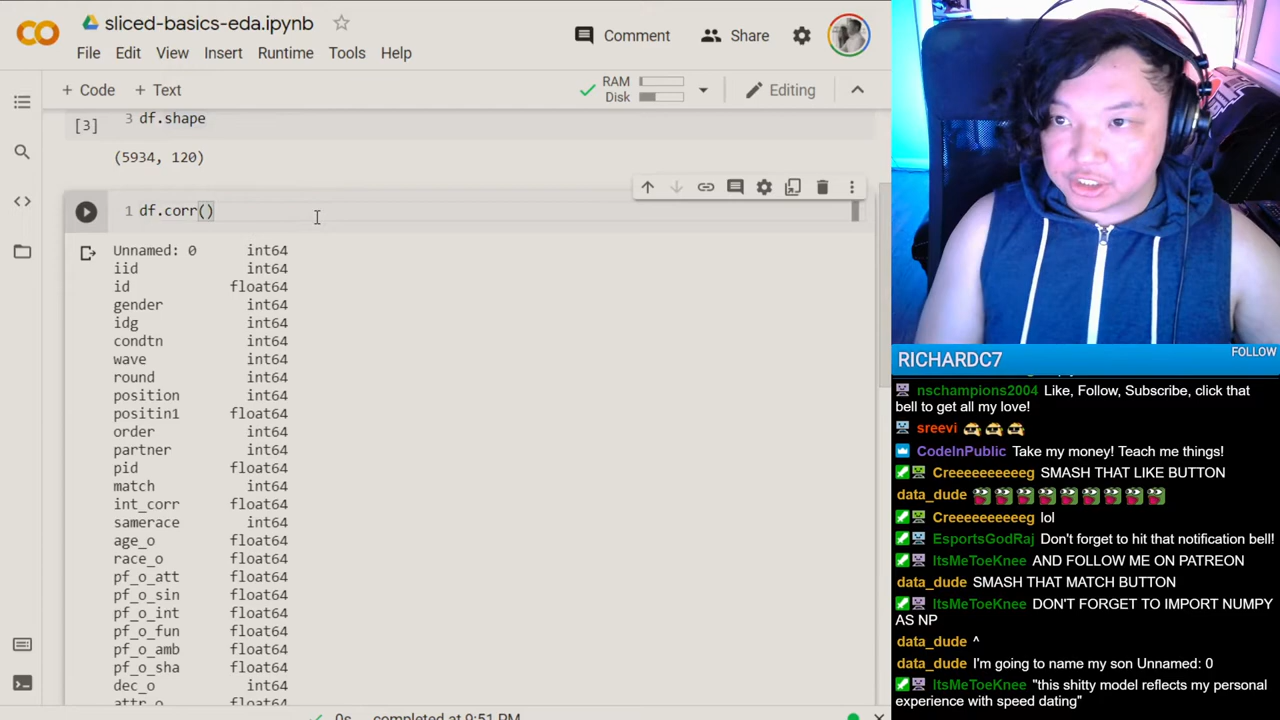 sliced-basics-eda.ipynb
File Edit View Insert Runtime Tools Help
Comment Share
+ Code + Text
RAM
Disk
Editing
[3]
3 df.shape
(5934, 120)
1 df.corr()
Unnamed: 0 int64
iid int64
id float64
gender int64
idg int64
condtn int64
wave int64
round int64
position int64
positin1 float64
order int64
partner int64
pid float64
match int64
int_corr float64
samerace int64
age_o float64
race_o float64
pf_o_att float64
pf_o_sin float64
pf_o_int float64
pf_o_fun float64
pf_o_amb float64
pf_o_sha float64
dec_o int64
attr_o float64
0s completed at 9:51 PM
RICHARDC7
FOLLOW
nschampions2004 Like, Follow, Subscribe, click that
bell to get all my love!
sreevi
CodeInPublic Take my money! Teach me things!
Creeeeeeeeeg SMASH THAT LIKE BUTTON
data_dude
Creeeeeeeeeg lol
EsportsGodRaj Don't forget to hit that notification bell!
ItsMeToeKnee AND FOLLOW ME ON PATREON
data_dude SMASH THAT MATCH BUTTON
ItsMeToeKnee DON'T FORGET TO IMPORT NUMPY
AS NP
data_dude ^
data_dude I'm going to name my son Unnamed: 0
ItsMeToeKnee "this shitty model reflects my personal
experience with speed dating"